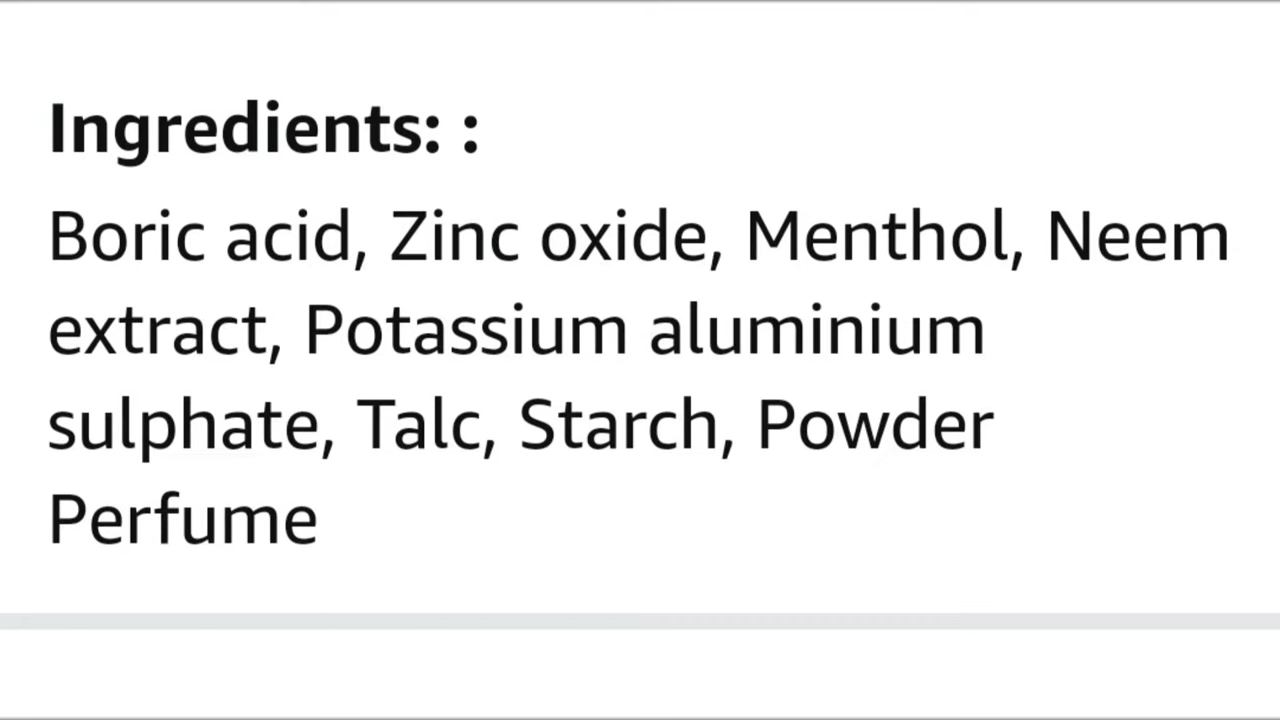 Ingredients: :
Boric acid, Zinc oxide, Menthol, Neem
extract, Potassium aluminium
sulphate, Talc, Starch, Powder
Perfume